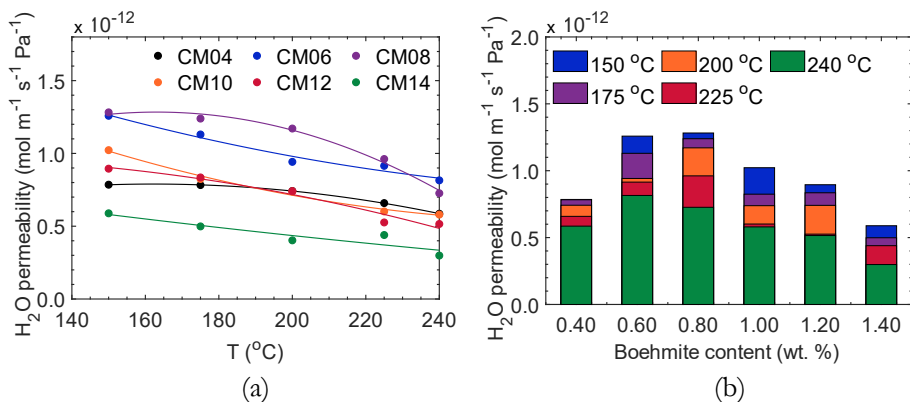 × 10⁻¹²
H₂O permeability (mol m⁻¹ s⁻¹ Pa⁻¹)
1.5
1.0
0.5
0.0
CM04 CM06 CM08
CM10 CM12 CM14
140 160 180 200 220 240
T (°C)
(a)
× 10⁻¹²
H₂O permeability (mol m⁻¹ s⁻¹ Pa⁻¹)
2.0
1.5
1.0
0.5
0.0
150 °C 200 °C 240 °C
175 °C 225 °C
0.40 0.60 0.80 1.00 1.20 1.40
Boehmite content (wt. %)
(b)